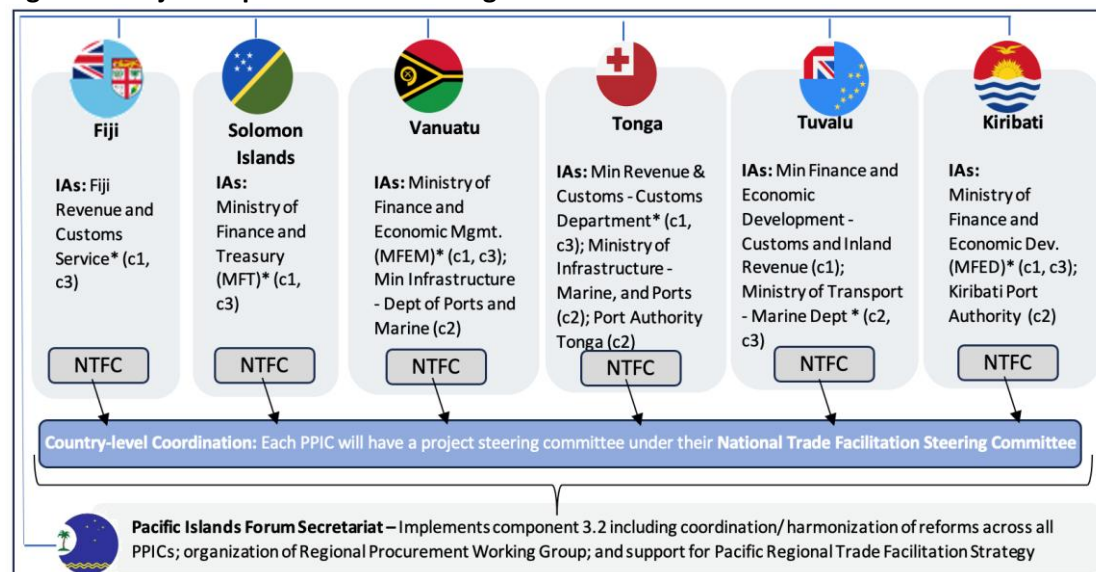 Fiji
IAs: Fiji
Revenue and
Customs
Service* (c1,
c3)
NTFC
Solomon
Islands
IAs:
Ministry of
Finance and
Treasury
(MFT)* (c1,
c3)
NTFC
Vanuatu
IAs: Ministry of
Finance and
Economic Mgmt.
(MFEM)* (c1, c3);
Min Infrastructure
- Dept of Ports and
Marine (c2)
NTFC
Tonga
IAs: Min Revenue &
Customs - Customs
Department* (c1,
c3); Ministry of
Infrastructure -
Marine, and Ports
(c2); Port Authority
Tonga (c2)
NTFC
Tuvalu
IAs: Min Finance and
Economic
Development -
Customs and Inland
Revenue (c1);
Ministry of Transport
- Marine Dept * (c2,
c3)
NTFC
Kiribati
IAs:
Ministry of
Finance and
Economic Dev.
(MFED)* (c1, c3);
Kiribati Port
Authority (c2)
NTFC
Country-level Coordination: Each PPIC will have a project steering committee under their National Trade Facilitation Steering Committee
Pacific Islands Forum Secretariat – Implements component 3.2 including coordination/ harmonization of reforms across all
PPICs; organization of Regional Procurement Working Group; and support for Pacific Regional Trade Facilitation Strategy